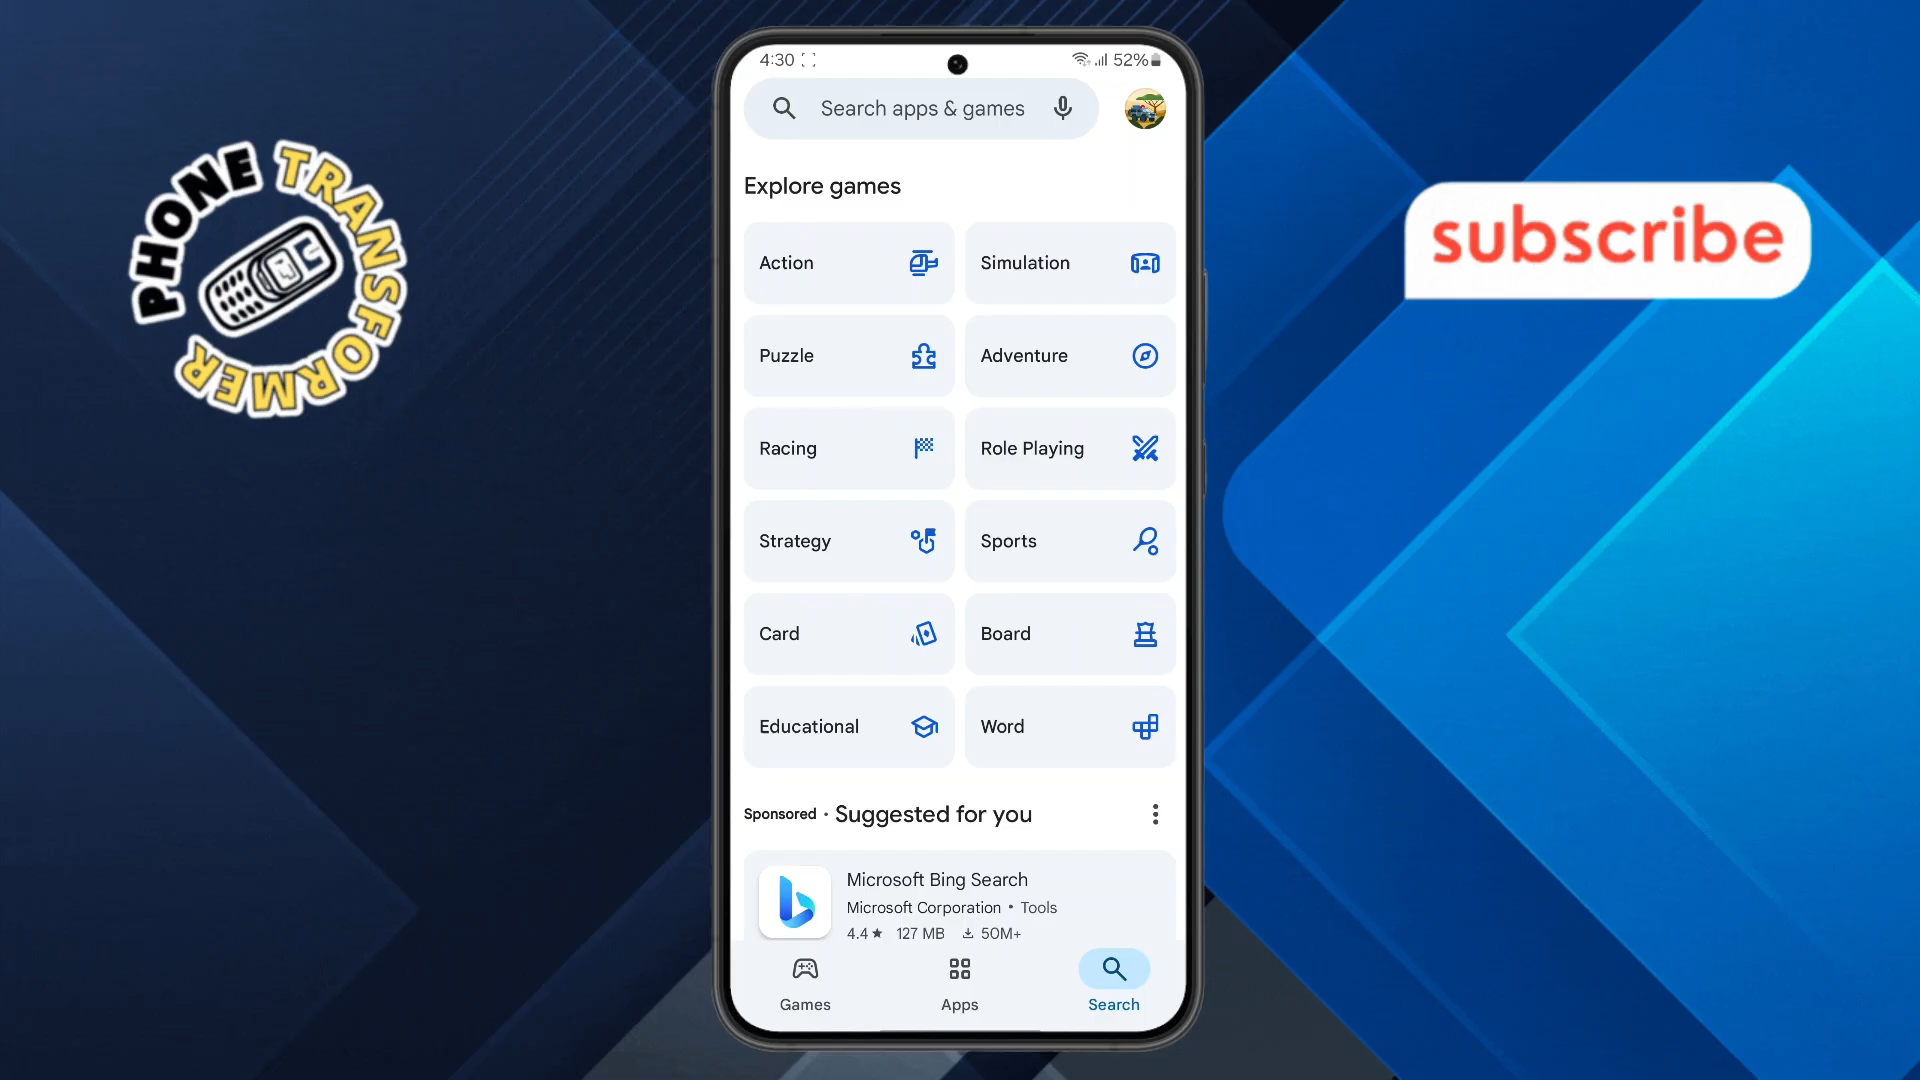 PHONE TRANSFORMER
4:30
52%
Search apps & games
Explore games
Action
Simulation
Puzzle
Adventure
Racing
Role Playing
Strategy
Sports
Card
Board
Educational
Word
Sponsored · Suggested for you
Microsoft Bing Search
Microsoft Corporation • Tools
4.4★ 127 MB 50M+
Games
Apps
Search
subscribe